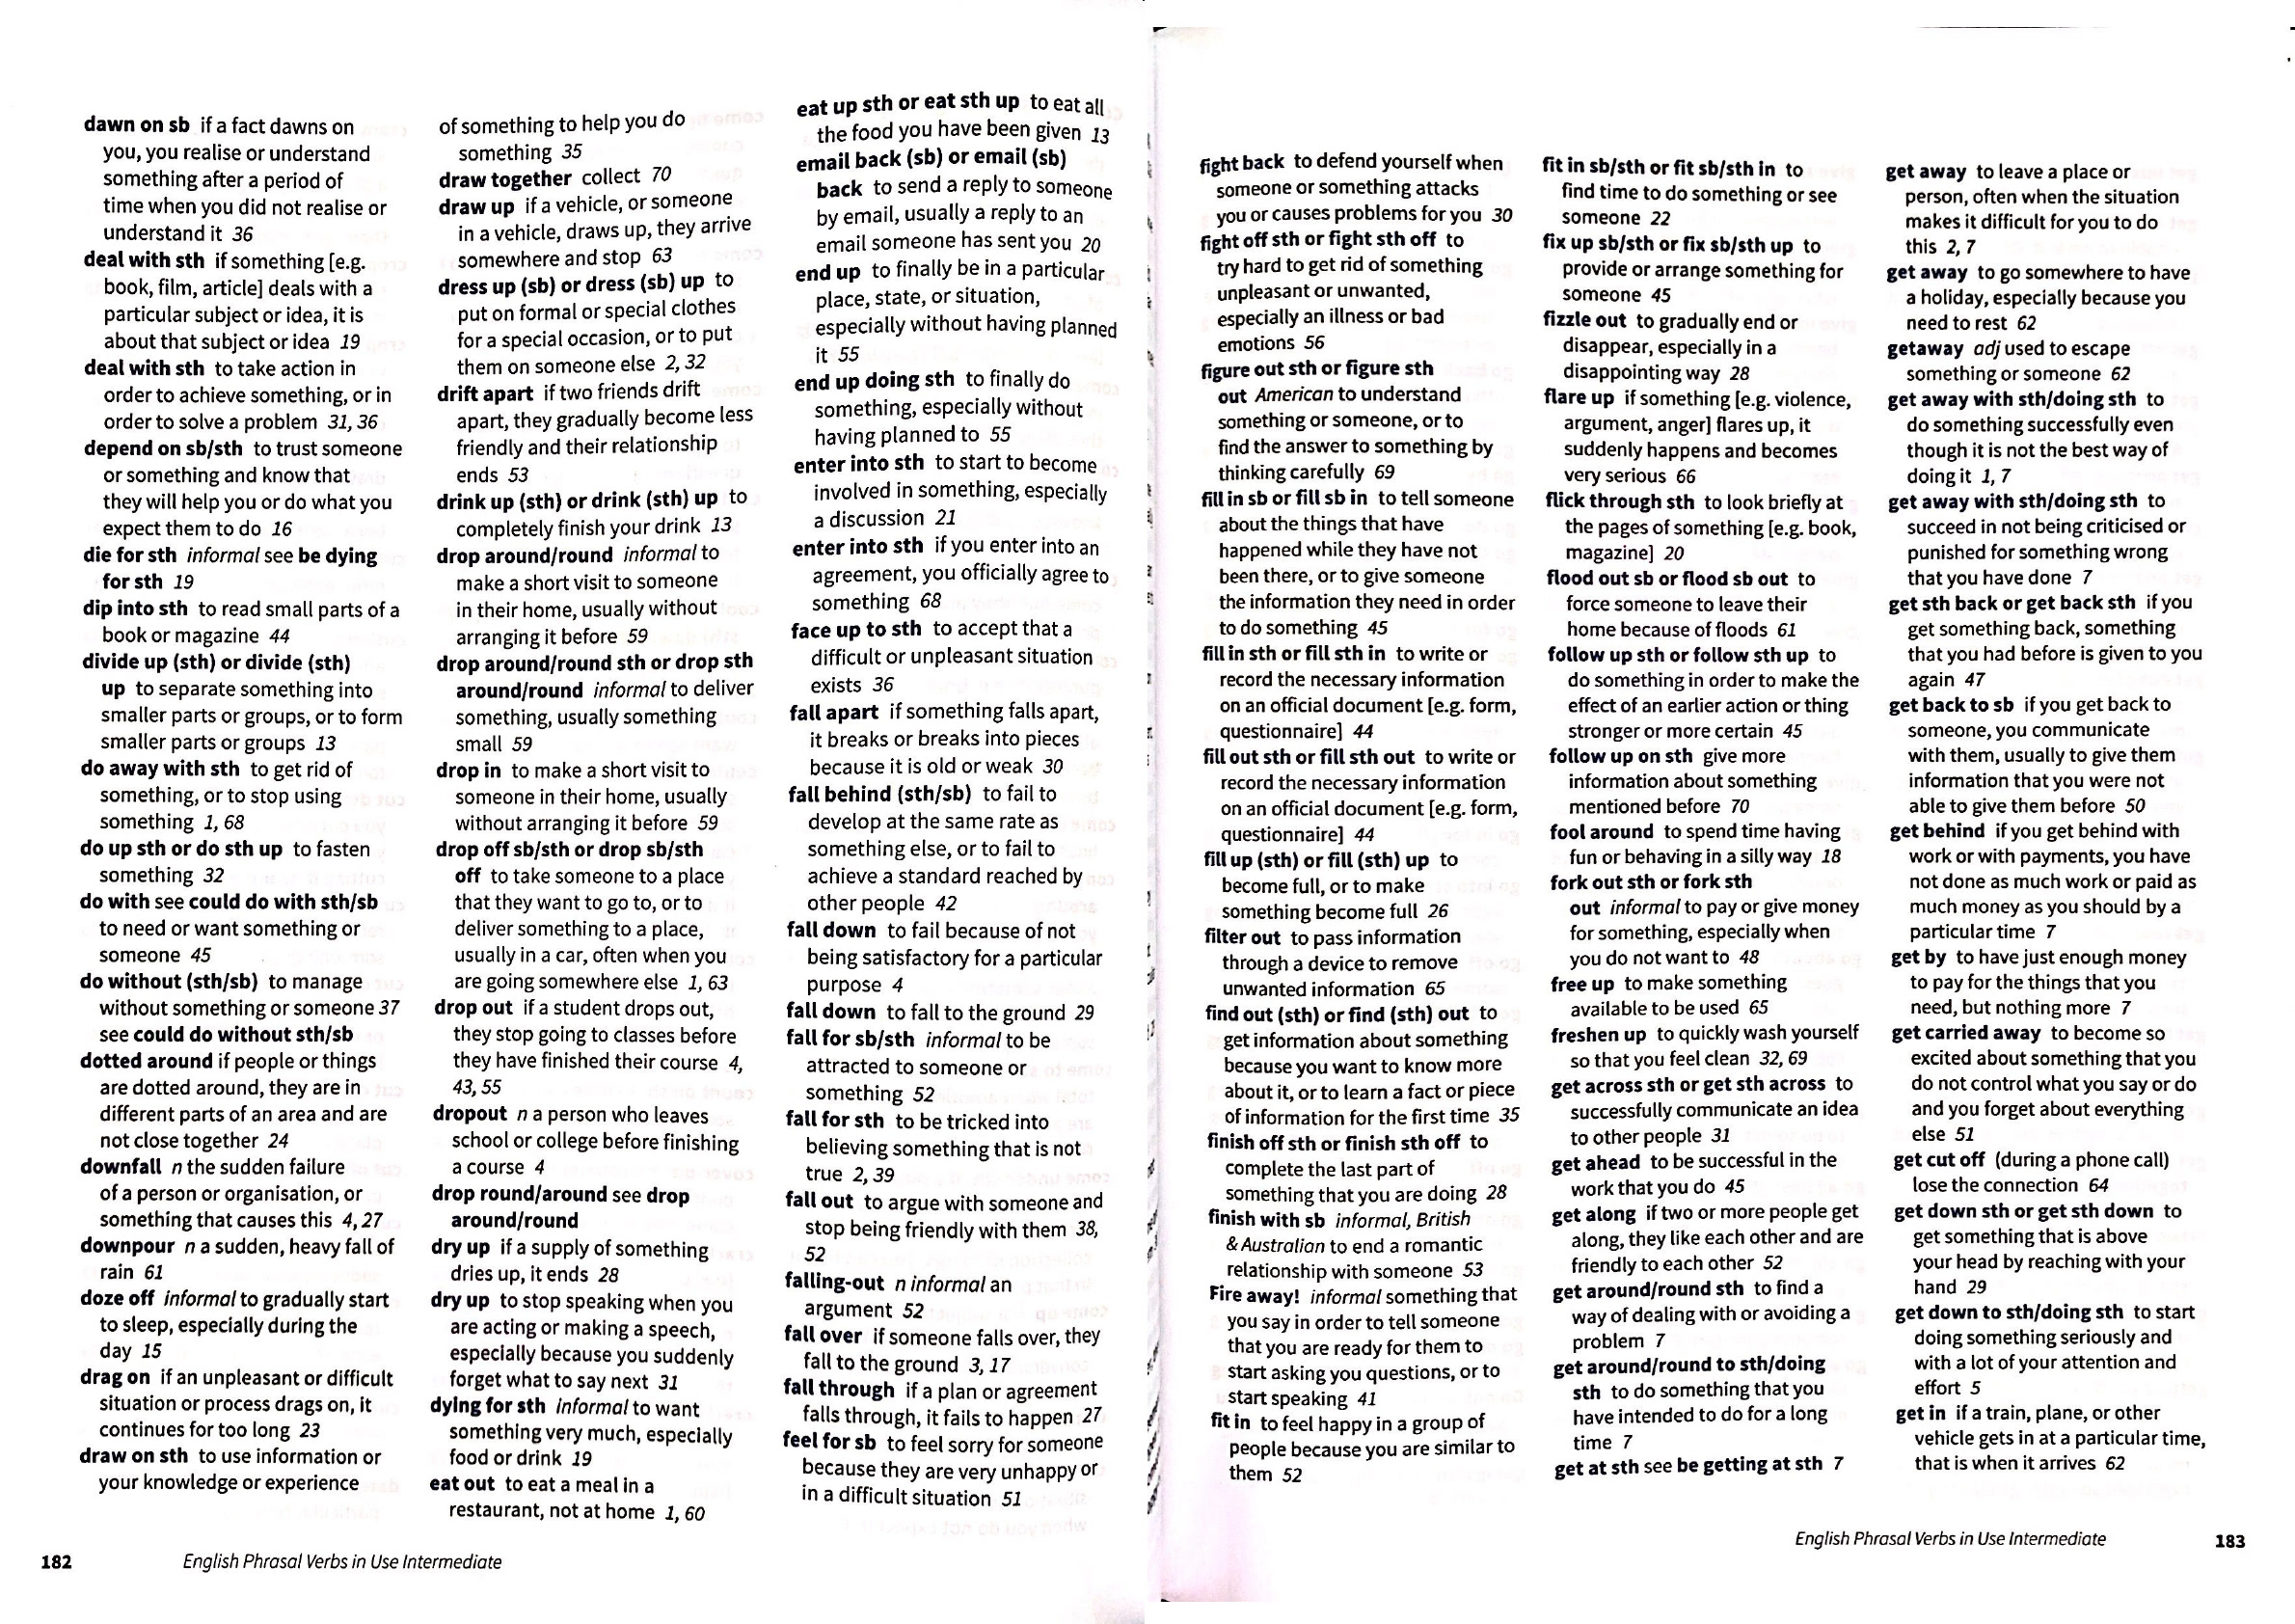 dawn on sb if a fact dawns on
you, you realise or understand
something after a period of
time when you did not realise or
understand it 36
deal with sth if something [e.g.
book, film, article] deals with a
particular subject or idea, it is
about that subject or idea 19
deal with sth to take action in
order to achieve something, or in
order to solve a problem 31, 36
depend on sb/sth to trust someone
or something and know that
they will help you or do what you
expect them to do 16
die for sth informal see be dying
for sth 19
dip into sth to read small parts of a
book or magazine 44
divide up (sth) or divide (sth)
up to separate something into
smaller parts or groups, or to form
smaller parts or groups 13
do away with sth to get rid of
something, or to stop using
something 1, 68
do up sth or do sth up to fasten
something 32
do with see could do with sth/sb
to need or want something or
someone 45
do without (sth/sb) to manage
without something or someone 37
see could do without sth/sb
dotted around if people or things
are dotted around, they are in
different parts of an area and are
not close together 24
downfall n the sudden failure
of a person or organisation, or
something that causes this 4, 27
downpour n a sudden, heavy fall of
rain 61
doze off informal to gradually start
to sleep, especially during the
day 15
drag on if an unpleasant or difficult
situation or process drags on, it
continues for too long 23
draw on sth to use information or
your knowledge or experience
of something to help you do
something 35
draw together collect 70
draw up if a vehicle, or someone
in a vehicle, draws up, they arrive
somewhere and stop 63
dress up (sb) or dress (sb) up to
put on formal or special clothes
for a special occasion, or to put
them on someone else 2, 32
drift apart if two friends drift
apart, they gradually become less
friendly and their relationship
ends 53
drink up (sth) or drink (sth) up to
completely finish your drink 13
drop around/round informal to
make a short visit to someone
in their home, usually without
arranging it before 59
drop around/round sth or drop sth
around/round informal to deliver
something, usually something
small 59
drop in to make a short visit to
someone in their home, usually
without arranging it before 59
drop off sb/sth or drop sb/sth
off to take someone to a place
that they want to go to, or to
deliver something to a place,
usually in a car, often when you
are going somewhere else 1, 63
drop out if a student drops out,
they stop going to classes before
they have finished their course 4,
43, 55
dropout n a person who leaves
school or college before finishing
a course 4
drop round/around see drop
around/round
dry up if a supply of something
dries up, it ends 28
dry up to stop speaking when you
are acting or making a speech,
especially because you suddenly
forget what to say next 31
dying for sth informal to want
something very much, especially
food or drink 19
eat out to eat a meal in a
restaurant, not at home 1, 60
eat up sth or eat sth up to eat all
the food you have been given 13
email back (sb) or email (sb)
back to send a reply to someone
by email, usually a reply to an
email someone has sent you 20
end up to finally be in a particular
place, state, or situation,
especially without having planned
it 55
end up doing sth to finally do
something, especially without
having planned to 55
enter into sth to start to become
involved in something, especially
a discussion 21
enter into sth if you enter into an
agreement, you officially agree to
something 68
face up to sth to accept that a
difficult or unpleasant situation
exists 36
fall apart if something falls apart,
it breaks or breaks into pieces
because it is old or weak 30
fall behind (sth/sb) to fail to
develop at the same rate as
something else, or to fail to
achieve a standard reached by
other people 42
fall down to fail because of not
being satisfactory for a particular
purpose 4
fall down to fall to the ground 29
fall for sb/sth informal to be
attracted to someone or
something 52
fall for sth to be tricked into
believing something that is not
true 2, 39
fall out to argue with someone and
stop being friendly with them 38,
52
falling-out n informal an
argument 52
fall over if someone falls over, they
fall to the ground 3, 17
fall through if a plan or agreement
falls through, it fails to happen 27
feel for sb to feel sorry for someone
because they are very unhappy or
in a difficult situation 51
182 English Phrasal Verbs in Use Intermediate
fight back to defend yourself when
someone or something attacks
you or causes problems for you 30
fight off sth or fight sth off to
try hard to get rid of something
unpleasant or unwanted,
especially an illness or bad
emotions 56
figure out sth or figure sth
out American to understand
something or someone, or to
find the answer to something by
thinking carefully 69
fill in sb or fill sb in to tell someone
about the things that have
happened while they have not
been there, or to give someone
the information they need in order
to do something 45
fill in sth or fill sth in to write or
record the necessary information
on an official document [e.g. form,
questionnaire] 44
fill out sth or fill sth out to write or
record the necessary information
on an official document [e.g. form,
questionnaire] 44
fill up (sth) or fill (sth) up to
become full, or to make
something become full 26
filter out to pass information
through a device to remove
unwanted information 65
find out (sth) or find (sth) out to
get information about something
because you want to know more
about it, or to learn a fact or piece
of information for the first time 35
finish off sth or finish sth off to
complete the last part of
something that you are doing 28
finish with sb informal, British
& Australian to end a romantic
relationship with someone 53
Fire away! informal something that
you say in order to tell someone
that you are ready for them to
start asking you questions, or to
start speaking 41
fit in to feel happy in a group of
people because you are similar to
them 52
fit in sb/sth or fit sb/sth in to
find time to do something or see
someone 22
fix up sb/sth or fix sb/sth up to
provide or arrange something for
someone 45
fizzle out to gradually end or
disappear, especially in a
disappointing way 28
flare up if something [e.g. violence,
argument, anger] flares up, it
suddenly happens and becomes
very serious 66
flick through sth to look briefly at
the pages of something [e.g. book,
magazine] 20
flood out sb or flood sb out to
force someone to leave their
home because of floods 61
follow up sth or follow sth up to
do something in order to make the
effect of an earlier action or thing
stronger or more certain 45
follow up on sth give more
information about something
mentioned before 70
fool around to spend time having
fun or behaving in a silly way 18
fork out sth or fork sth
out informal to pay or give money
for something, especially when
you do not want to 48
free up to make something
available to be used 65
freshen up to quickly wash yourself
so that you feel clean 32, 69
get across sth or get sth across to
successfully communicate an idea
to other people 31
get ahead to be successful in the
work that you do 45
get along if two or more people get
along, they like each other and are
friendly to each other 52
get around/round sth to find a
way of dealing with or avoiding a
problem 7
get around/round to sth/doing
sth to do something that you
have intended to do for a long
time 7
get at sth see be getting at sth 7
get away to leave a place or
person, often when the situation
makes it difficult for you to do
this 2, 7
get away to go somewhere to have
a holiday, especially because you
need to rest 62
getaway adj used to escape
something or someone 62
get away with sth/doing sth to
do something successfully even
though it is not the best way of
doing it 1, 7
get away with sth/doing sth to
succeed in not being criticised or
punished for something wrong
that you have done 7
get sth back or get back sth if you
get something back, something
that you had before is given to you
again 47
get back to sb if you get back to
someone, you communicate
with them, usually to give them
information that you were not
able to give them before 50
get behind if you get behind with
work or with payments, you have
not done as much work or paid as
much money as you should by a
particular time 7
get by to have just enough money
to pay for the things that you
need, but nothing more 7
get carried away to become so
excited about something that you
do not control what you say or do
and you forget about everything
else 51
get cut off (during a phone call)
lose the connection 64
get down sth or get sth down to
get something that is above
your head by reaching with your
hand 29
get down to sth/doing sth to start
doing something seriously and
with a lot of your attention and
effort 5
get in if a train, plane, or other
vehicle gets in at a particular time,
that is when it arrives 62
English Phrasal Verbs in Use Intermediate 183